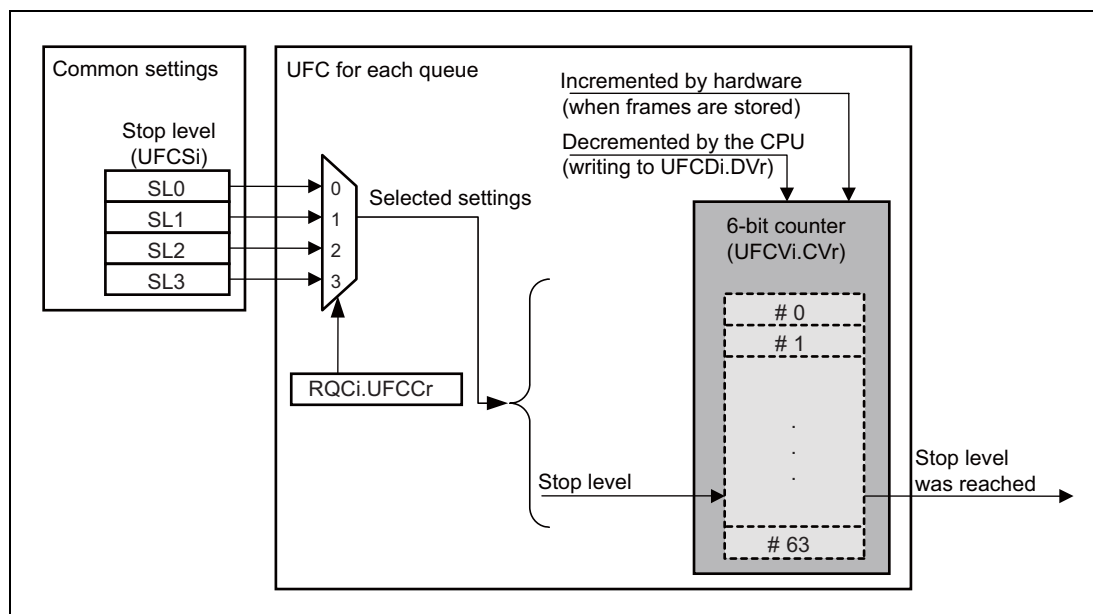 Common settings
Stop level
(UFCSi)
SL0
SL1
SL2
SL3
UFC for each queue
0
1
2
3
Selected settings
RQCi.UFCCr
Incremented by hardware
(when frames are stored)
Decremented by the CPU
(writing to UFCDi.DVr)
6-bit counter
(UFCVi.CVr)
# 0
# 1
.
.
.
# 63
Stop level
Stop level
was reached